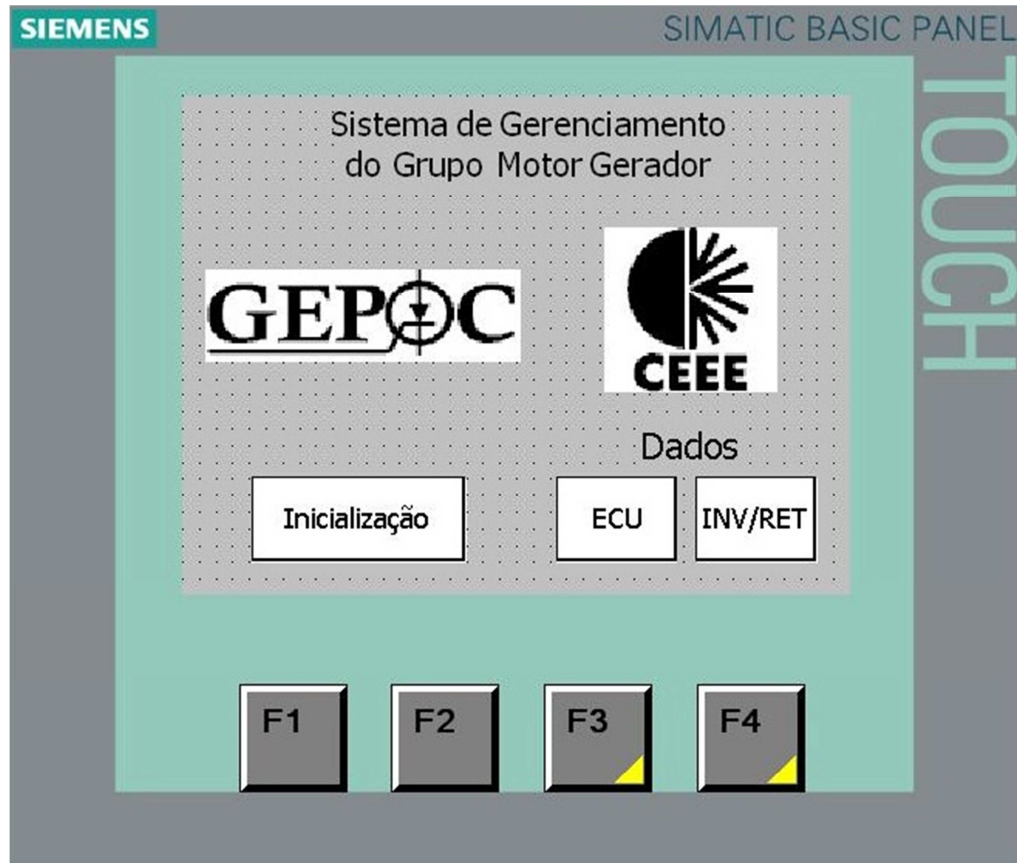 SIEMENS
SIMATIC BASIC PANEL
TOUCH
Sistema de Gerenciamento
do Grupo Motor Gerador
GEPOC
CEEE
Dados
Inicialização
ECU
INV/RET
F1
F2
F3
F4